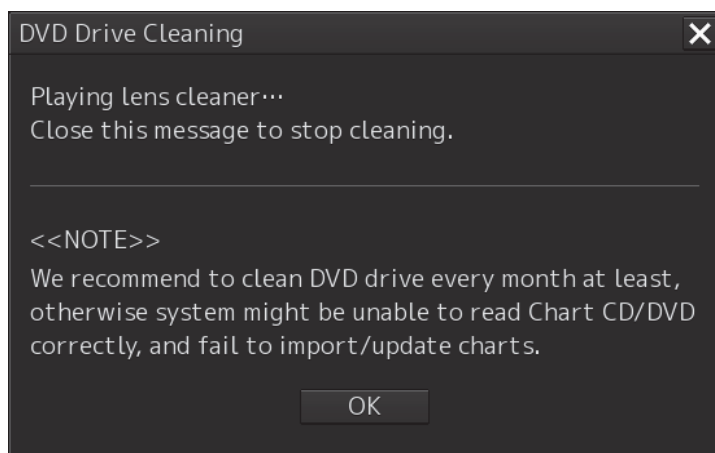 DVD Drive Cleaning
Playing lens cleaner…
Close this message to stop cleaning.
<<NOTE>>
We recommend to clean DVD drive every month at least,
otherwise system might be unable to read Chart CD/DVD
correctly, and fail to import/update charts.
OK